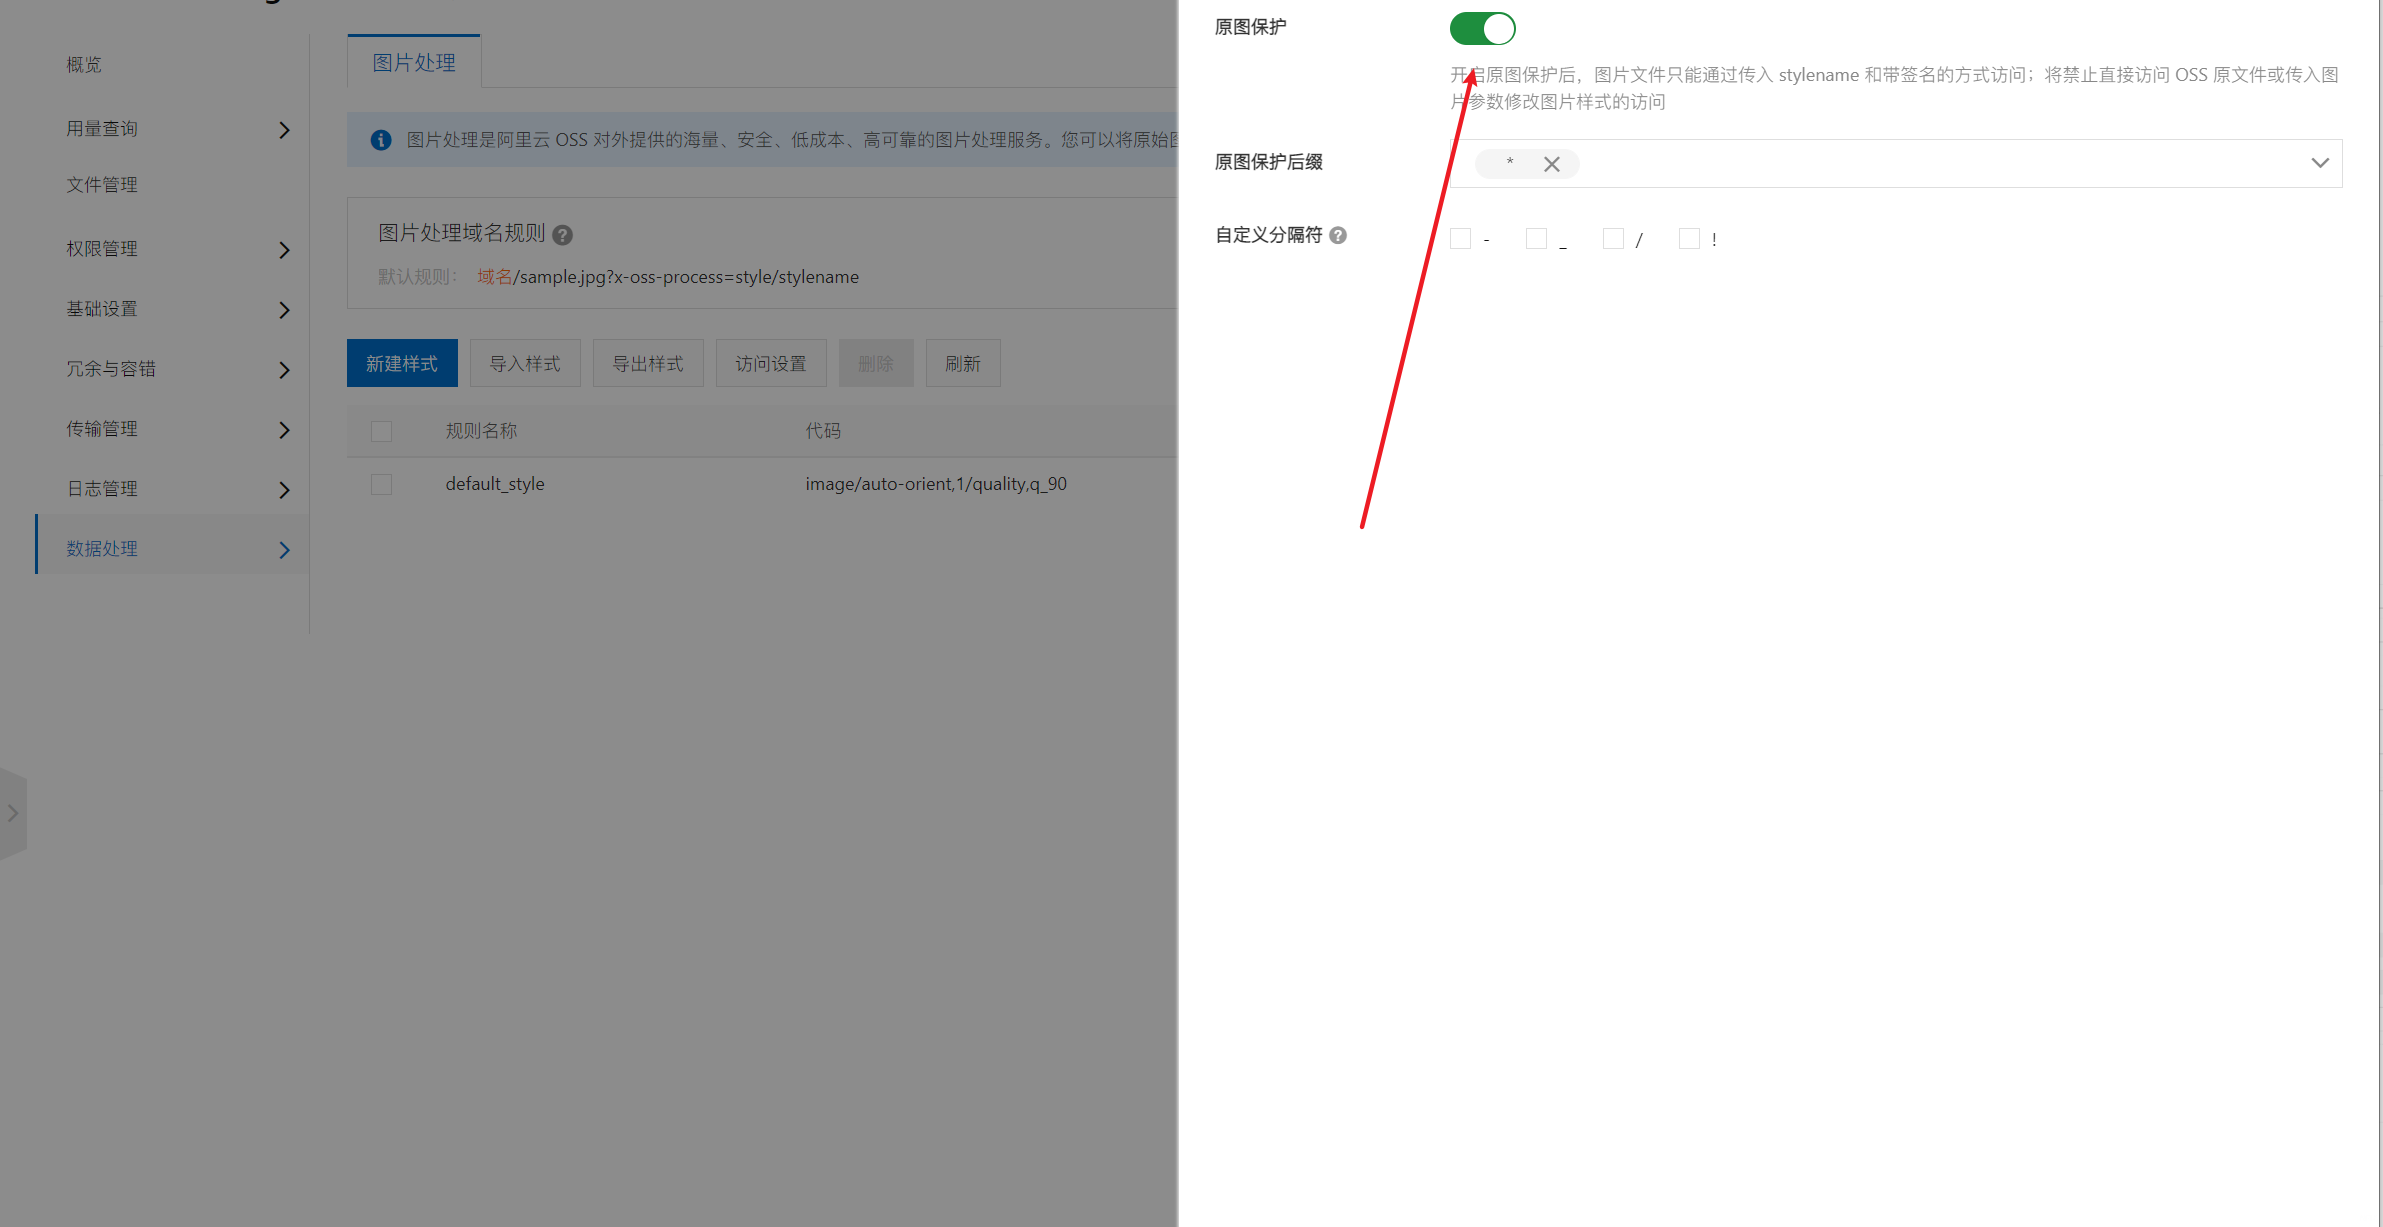 概览
用量查询
文件管理
权限管理
基础设置
冗余与容错
传输管理
日志管理
数据处理
图片处理
图片处理是阿里云 OSS 对外提供的海量、安全、低成本、高可靠的图片处理服务。您可以将原始图
图片处理域名规则
默认规则： 域名/sample.jpg?x-oss-process=style/stylename
新建样式 导入样式 导出样式 访问设置 删除 刷新
规则名称 代码
default_style image/auto-orient,1/quality,q_90
原图保护
开启原图保护后，图片文件只能通过传入 stylename 和带签名的方式访问；将禁止直接访问 OSS 原文件或传入图
片参数修改图片样式的访问
原图保护后缀 *
自定义分隔符 - _ / !